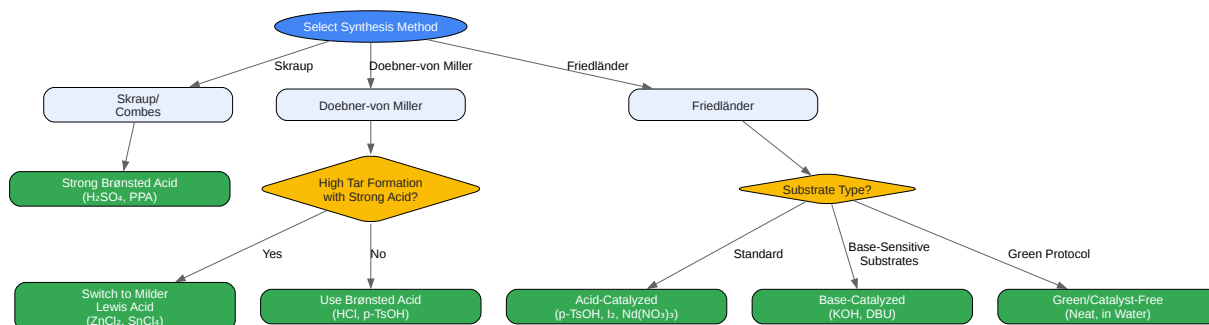 Select Synthesis Method
Skraup
Doebner-von Miller
Friedländer
Skraup/
Combes
Doebner-von Miller
Friedländer
Strong Brønsted Acid
(H₂SO₄, PPA)
High Tar Formation
with Strong Acid?
Substrate Type?
Yes
No
Standard
Base-Sensitive
Substrates
Green Protocol
Switch to Milder
Lewis Acid
(ZnCl₂, SnCl₄)
Use Brønsted Acid
(HCl, p-TsOH)
Acid-Catalyzed
(p-TsOH, I₂, Nd(NO₃)₃)
Base-Catalyzed
(KOH, DBU)
Green/Catalyst-Free
(Neat, in Water)